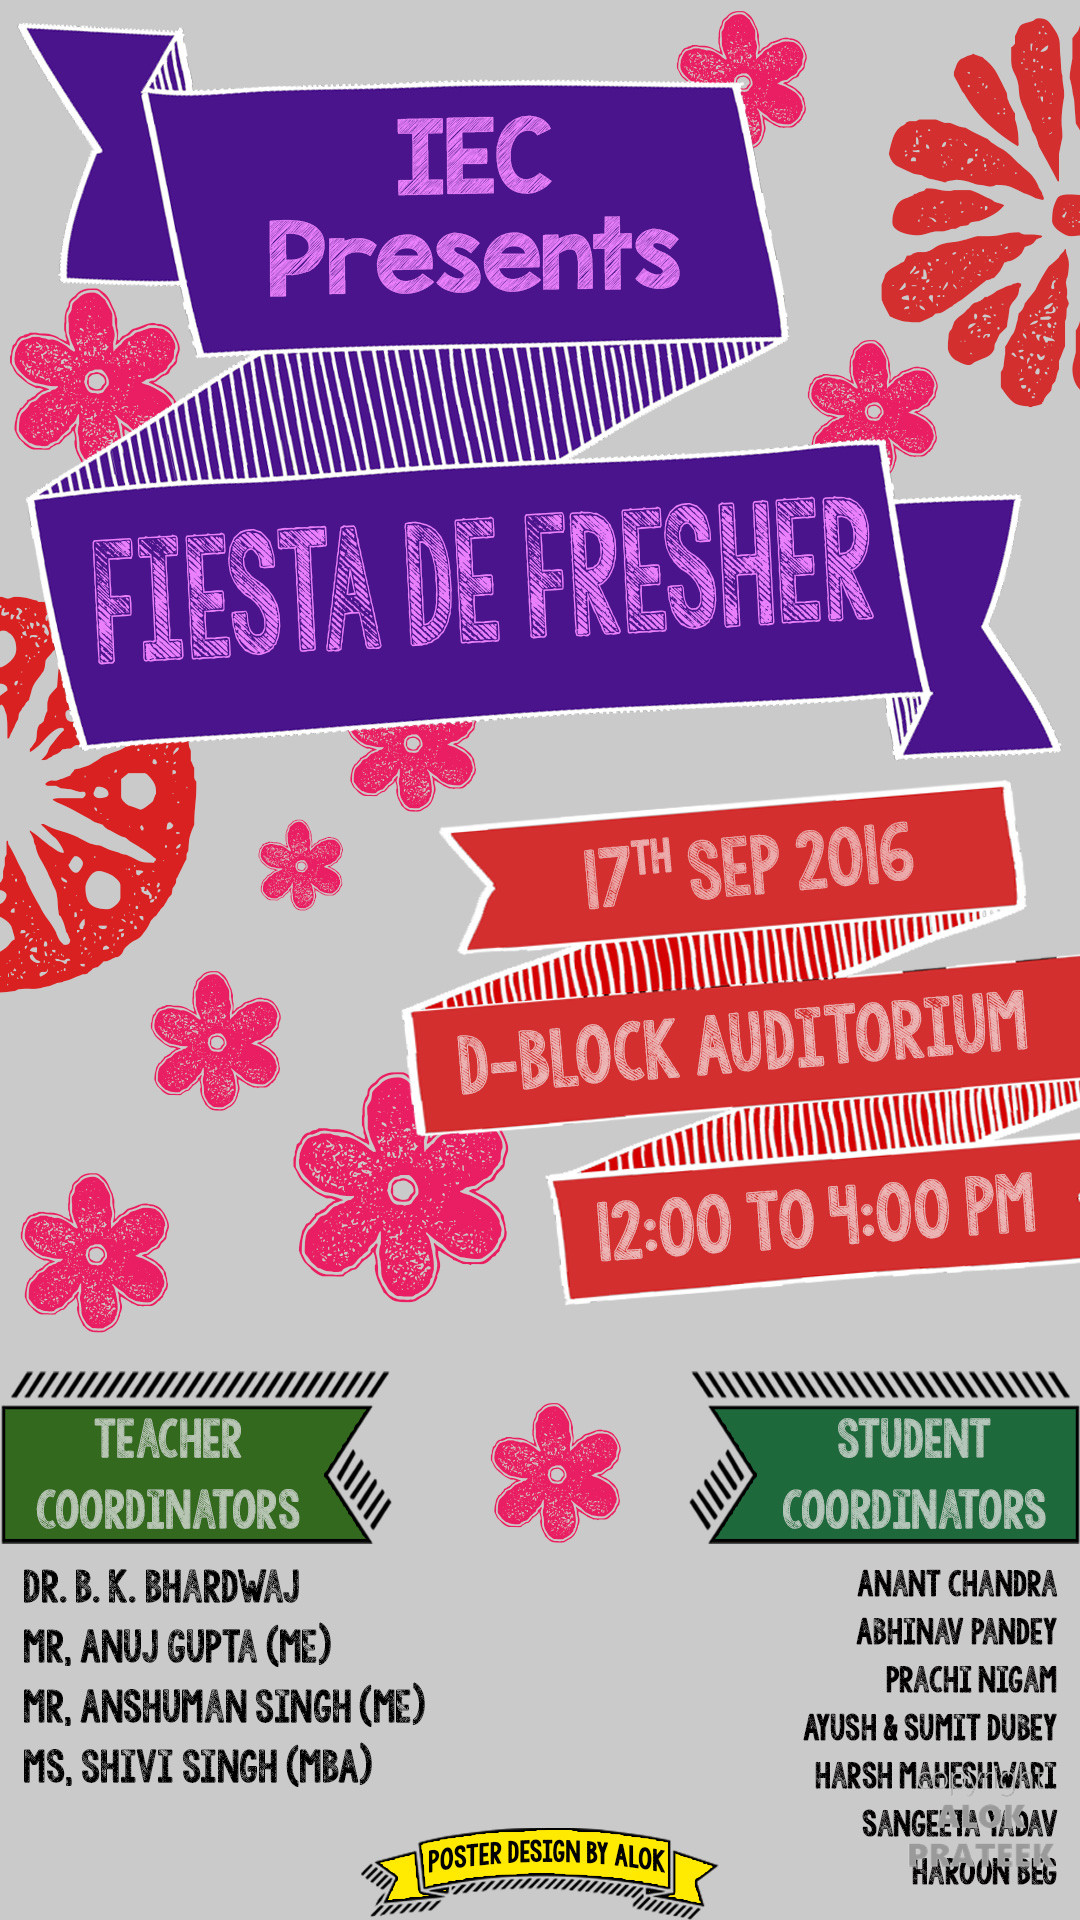 IEC
Presents
FIESTA DE FRESHER
17TH SEP 2016
D-BLOCK AUDITORIUM
12:00 TO 4:00 PM
TEACHER
COORDINATORS
DR. B. K. BHARDWAJ
MR, ANUJ GUPTA (ME)
MR, ANSHUMAN SINGH (ME)
MS, SHIVI SINGH (MBA)
STUDENT
COORDINATORS
ANANT CHANDRA
ABHINAV PANDEY
PRACHI NIGAM
AYUSH & SUMIT DUBEY
HARSH MAHESHWARI
SANGEETA YADAV
HAROON BEG
ALOK
PRATEEK
POSTER DESIGN BY ALOK